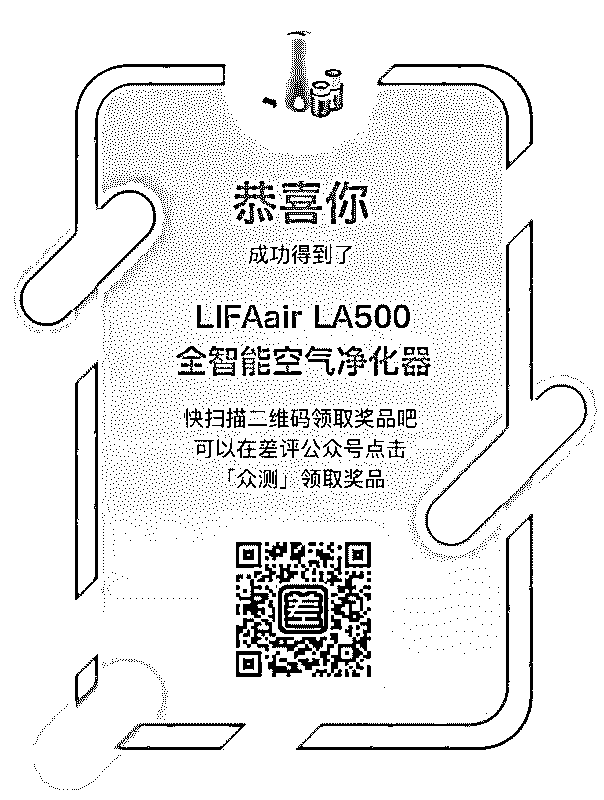 恭喜你
成功得到了
LIFAair LA500
全智能空气净化器
快扫描二维码领取奖品吧
可以在差评公众号点击
「众测」领取奖品
差